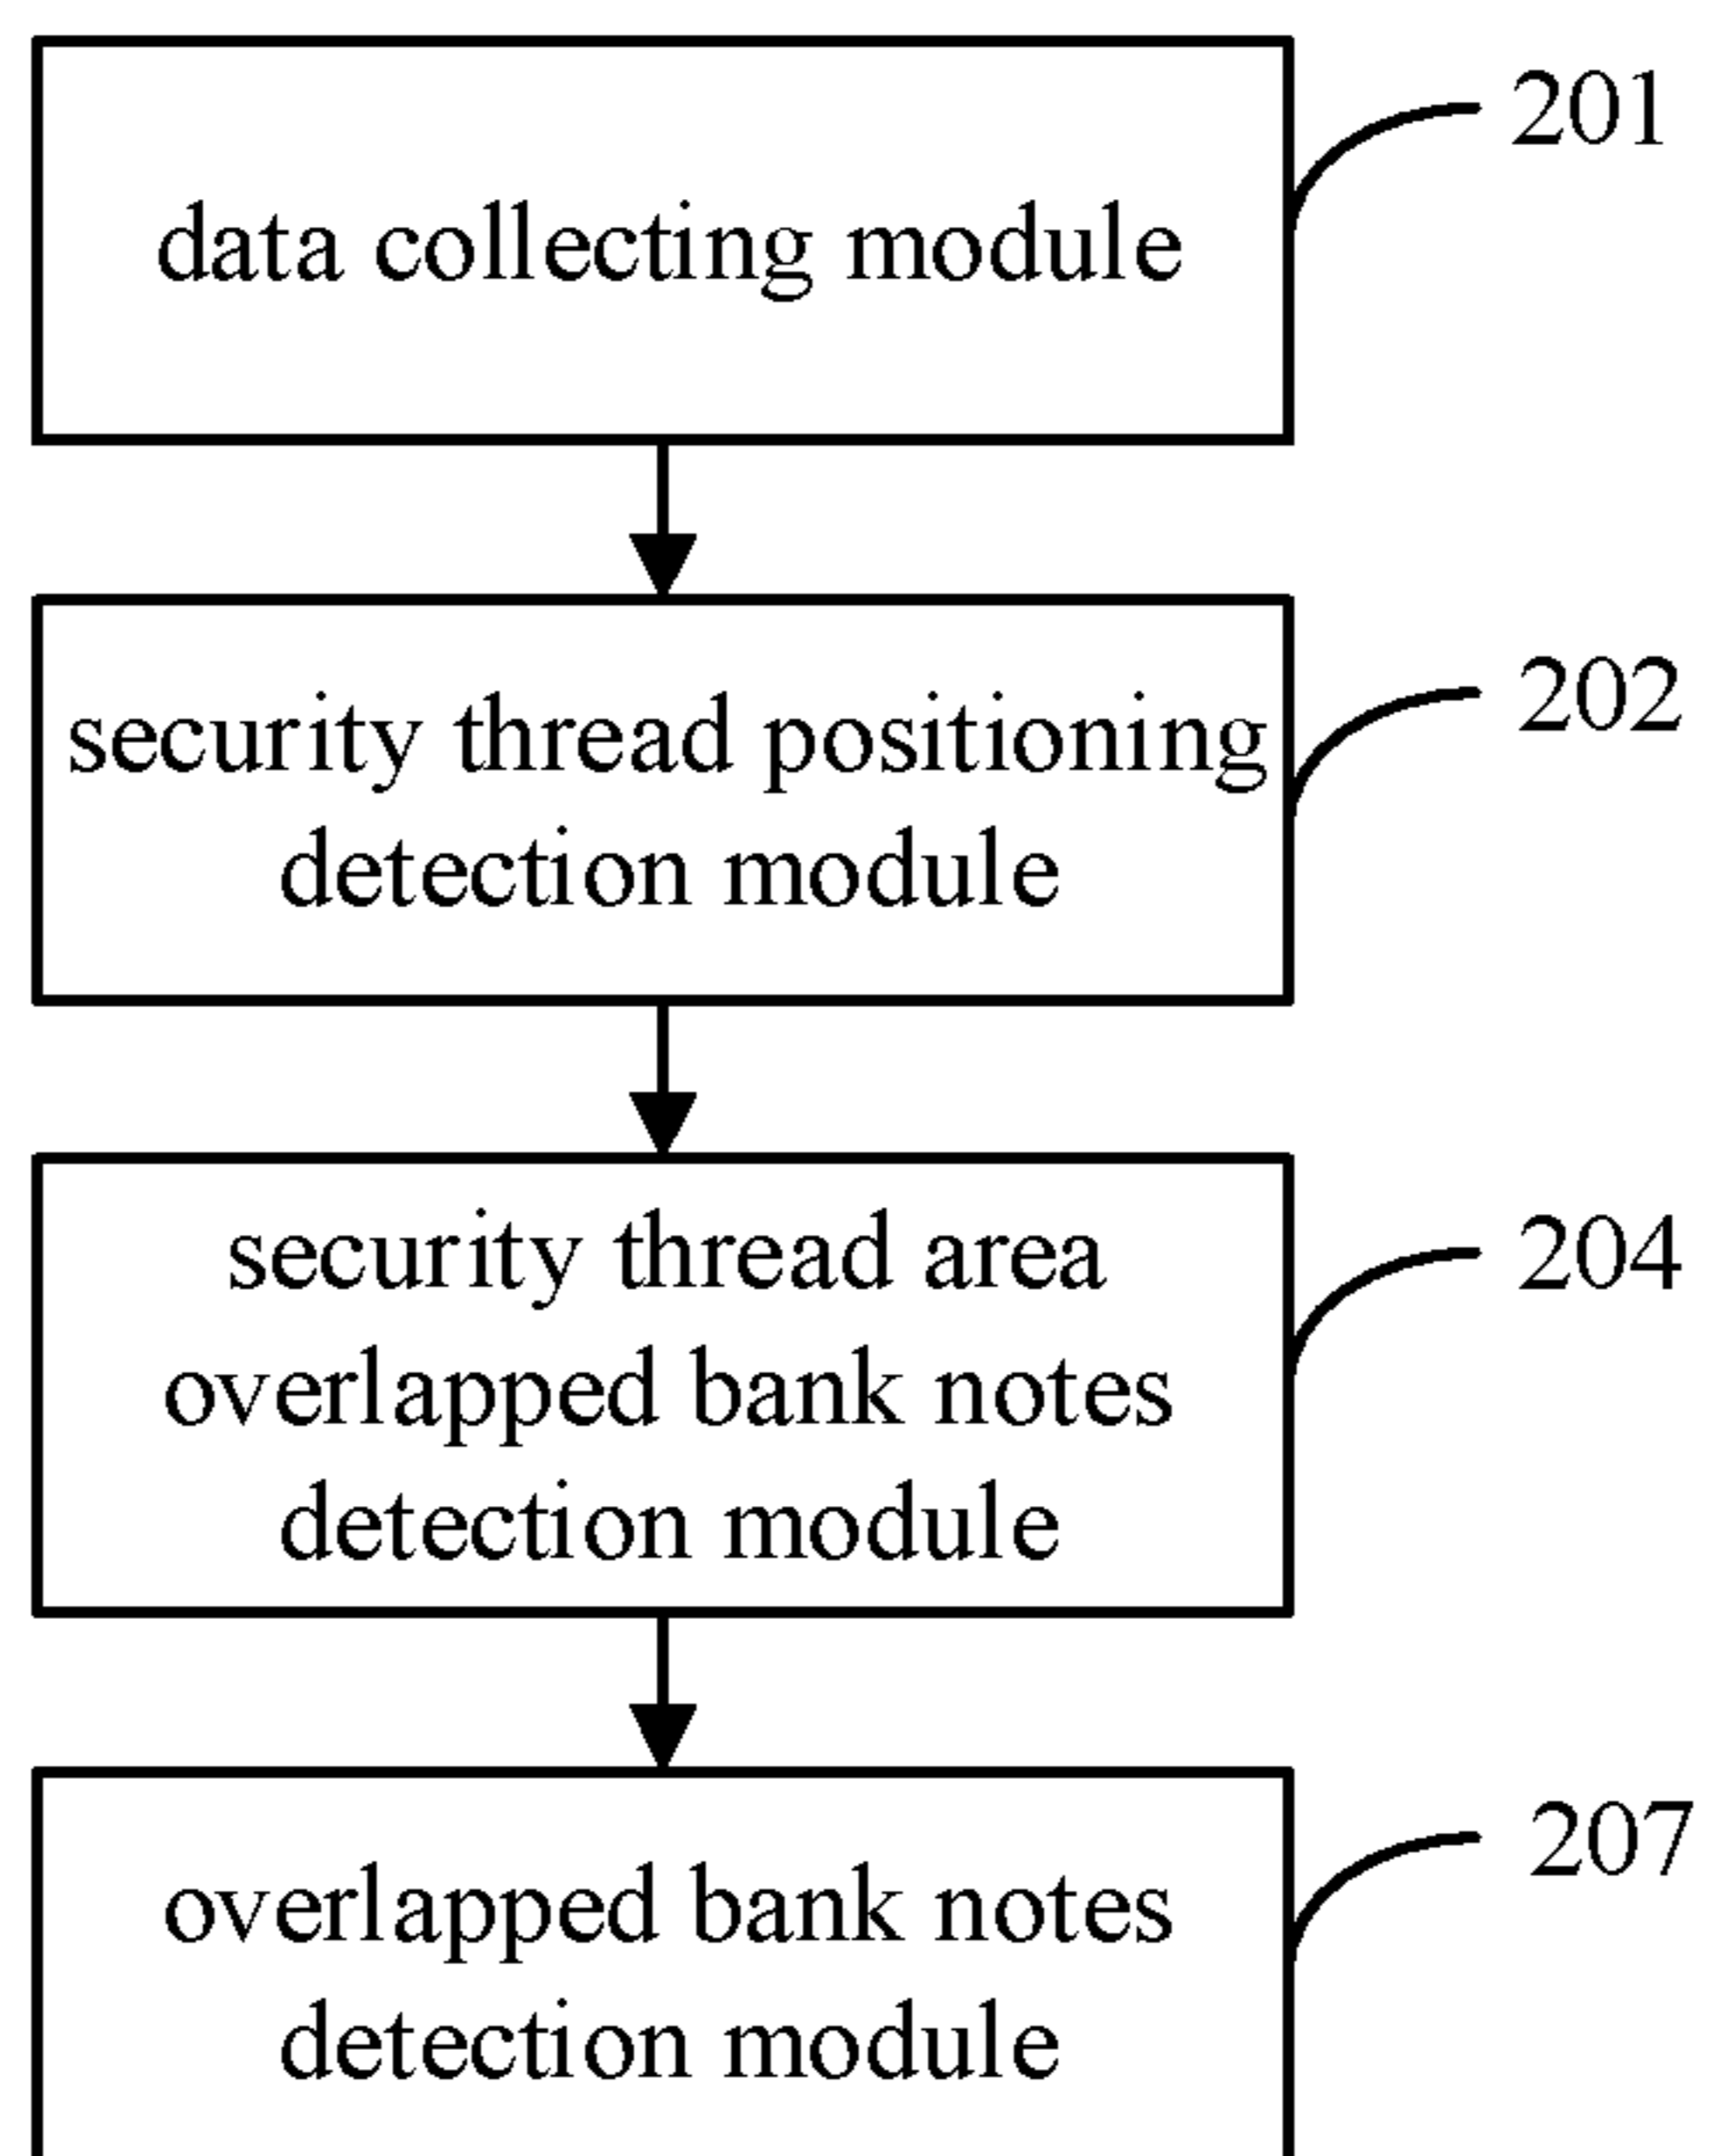 data collecting module
201
security thread positioning
detection module
202
security thread area
overlapped bank notes
detection module
204
overlapped bank notes
detection module
207